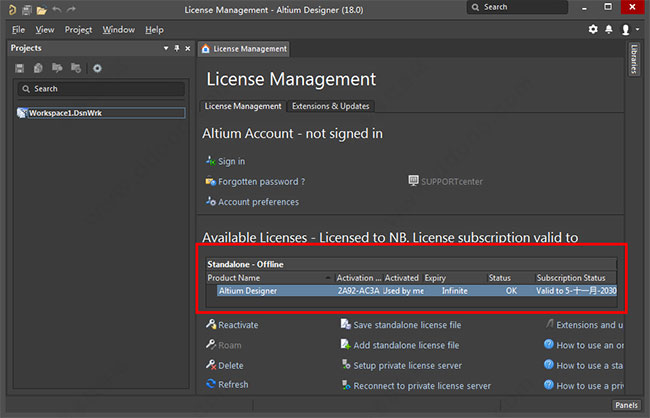 License Management - Altium Designer (18.0)
Search
File View Project Window Help
Projects
License Management
Libraries
Search
License Management
Workspace1.DsnWrk
License Management Extensions & Updates
Altium Account - not signed in
Sign in
Forgotten password ? SUPPORTcenter
Account preferences
Available Licenses - Licensed to NB. License subscription valid to
Standalone - Offline
Product Name Activation ... Activated Expiry Status Subscription Status
Altium Designer 2A92-AC3A Used by me Infinite OK Valid to 5-十一月-2030
Reactivate Save standalone license file Extensions and u
Roam Add standalone license file How to use an or
Delete Setup private license server How to use a sta
Refresh Reconnect to private license server How to use a priv
Panels